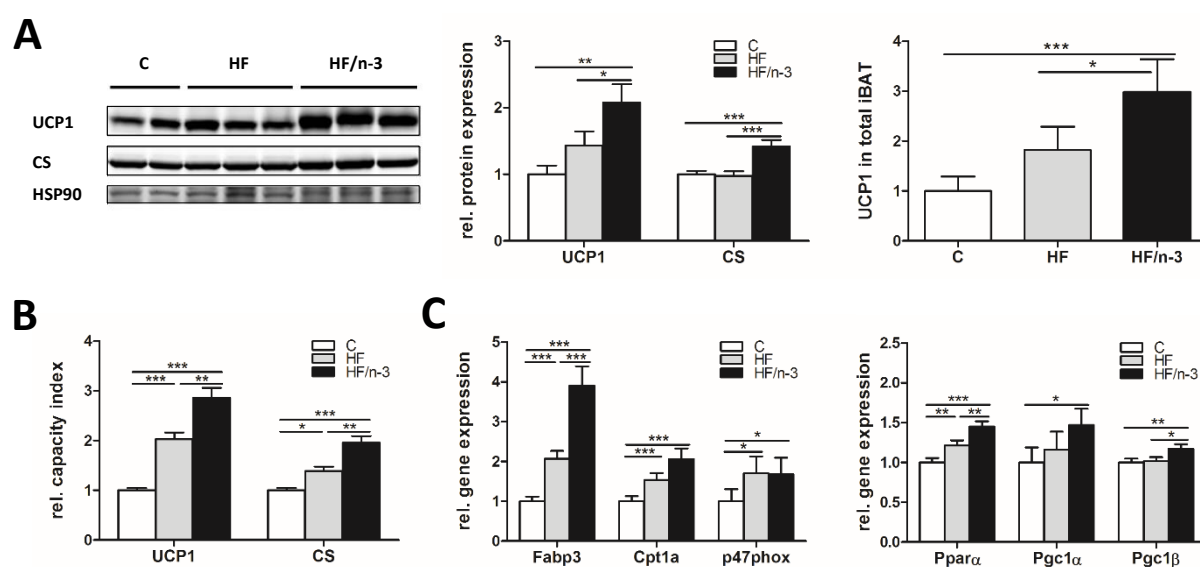 A
C HF HF/n-3
UCP1
CS
HSP90
rel. protein expression
3
2
1
0
C
HF
HF/n-3
**
*
***
***
UCP1 CS
UCP1 in total iBAT
4
3
2
1
0
***
*
C HF HF/n-3
B
rel. capacity index
4
3
2
1
0
C
HF
HF/n-3
***
*** **
***
* **
UCP1 CS
C
rel. gene expression
5
4
3
2
1
0
C
HF
HF/n-3
***
*** ***
***
***
*
*
Fabp3 Cpt1a p47phox
rel. gene expression
2.5
2.0
1.5
1.0
0.5
0.0
C
HF
HF/n-3
***
** **
*
**
*
Pparα Pgc1α Pgc1β